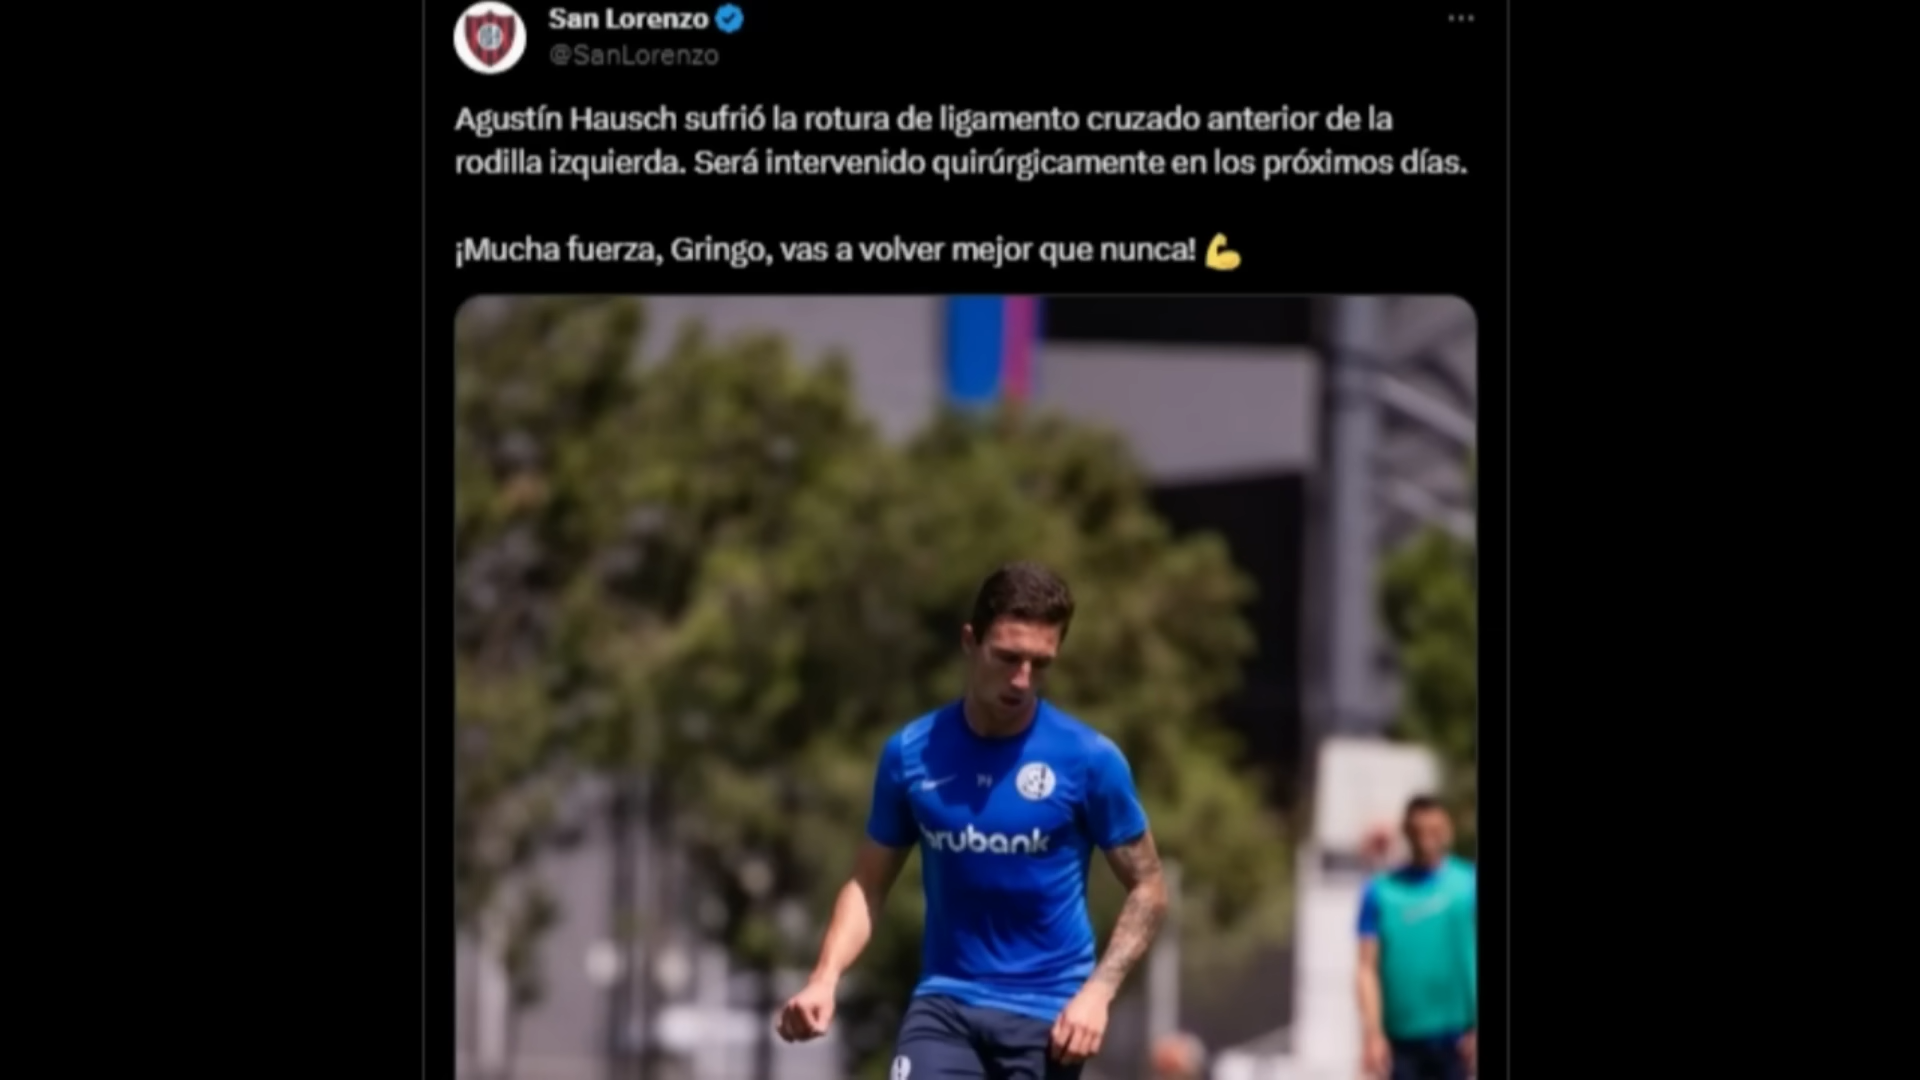 San Lorenzo
@SanLorenzo
Agustín Hausch sufrió la rotura de ligamento cruzado anterior de la
rodilla izquierda. Será intervenido quirúrgicamente en los próximos días.
¡Mucha fuerza, Gringo, vas a volver mejor que nunca! 💪
brubank